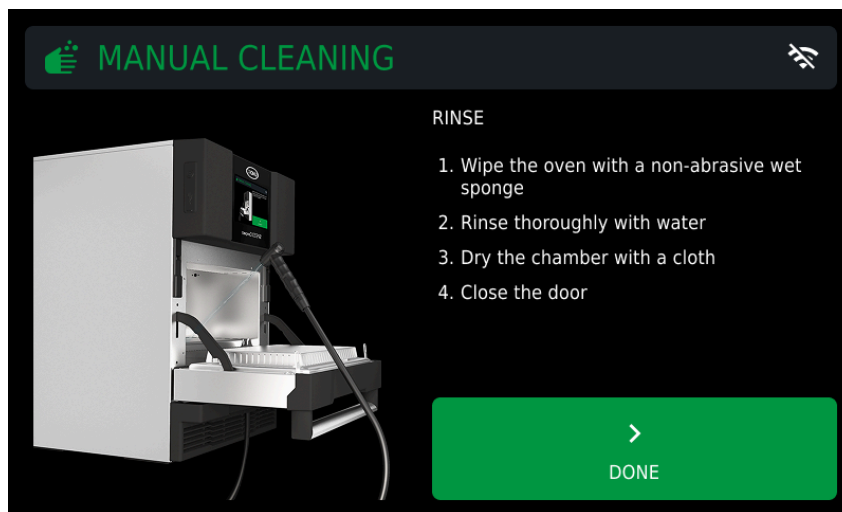 MANUAL CLEANING
RINSE
1. Wipe the oven with a non-abrasive wet
sponge
2. Rinse thoroughly with water
3. Dry the chamber with a cloth
4. Close the door
DONE